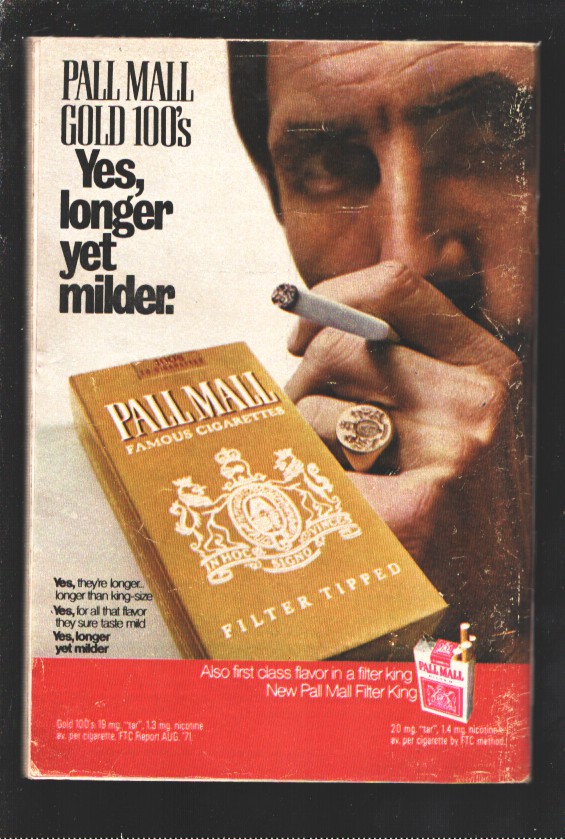 PALL MALL
GOLD 100's
Yes,
longer
yet
milder.
PALL MALL
FAMOUS CIGARETTES
IN HOC SIGNO VINCES
FILTER TIPPED
Yes, they're longer...
longer than king-size
Yes, for all that flavor
they sure taste mild
Yes, longer
yet milder
Also first class flavor in a filter king
New Pall Mall Filter King
PALL MALL
Gold 100's: 19 mg. "tar", 1.3 mg. nicotine
av. per cigarette, FTC Report AUG. '71.
20 mg. "tar", 1.4 mg. nicotine
av. per cigarette by FTC method.